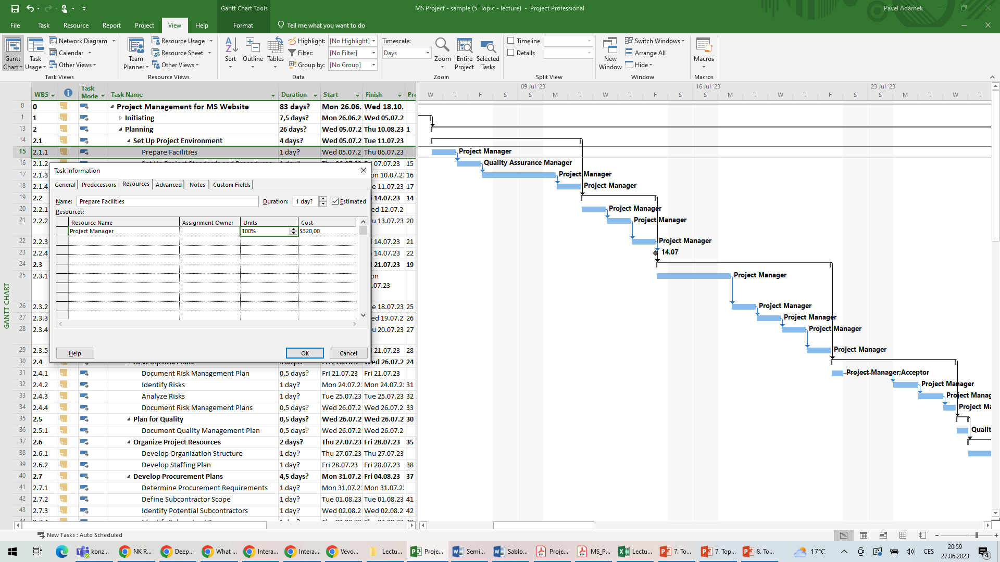 Gantt Chart Tools
MS Project - sample (5. Topic - lecture) - Project Professional
Pavel Adámek
File Task Resource Report Project View Help Format Tell me what you want to do
Gantt Chart
Task Usage
Network Diagram
Calendar
Other Views
Task Views
Team Planner
Resource Usage
Resource Sheet
Other Views
Resource Views
Sort
Outline
Tables
Highlight: [No Highlight]
Filter: [No Filter]
Group by: [No Group]
Data
Timescale:
Days
Zoom
Entire Project
Selected Tasks
Zoom
Timeline
Details
Split View
New Window
Switch Windows
Arrange All
Hide
Window
Macros
Macros
WBS Task Mode Task Name Duration Start Finish Pre
0 0 Project Management for MS Website 83 days? Mon 26.06. Wed 18.10.
1 1 Initiating 7,5 days? Mon 26.06.2 Wed 05.07.2
13 2 Planning 26 days? Wed 05.07.2 Thu 10.08.23 1
14 2.1 Set Up Project Environment 4 days? Wed 05.07.2 Tue 11.07.23
15 2.1.1 Prepare Facilities 1 day? Wed 05.07.2 Thu 06.07.23
16 2.1.2 07.07.23 15
17 2.1.3 on 10.07.2 16
18 2.1.4 e 11.07.23 17
19 2.2 14.07.23 14
20 2.2.1 ed 12.07.2
21 2.2.2 u 13.07.23 20
22 2.2.3 14.07.23 21
23 2.2.4 14.07.23 22
24 2.3 21.07.23 19
25 2.3.1 on .07.23
26 2.3.2 e 18.07.23 25
27 2.3.3 ed 19.07.2 26
28 2.3.4 u 20.07.23 27
29 2.3.5 21.07.23 28
30 2.4 Develop Risk Plans Wed 26.07.2 24
31 2.4.1 Document Risk Management Plan 0,5 days? Fri 21.07.23 Fri 21.07.23
32 2.4.2 Identify Risks 1 day? Mon 24.07.2 Mon 24.07.2 31
33 2.4.3 Analyze Risks 1 day? Tue 25.07.23 Tue 25.07.23 32
34 2.4.4 Document Risk Management Plans 0,5 days? Wed 26.07.2 Wed 26.07.2 33
35 2.5 Plan for Quality 0,5 days? Wed 26.07.2 Wed 26.07.2 30
36 2.5.1 Document Quality Management Plan 0,5 days? Wed 26.07.2 Wed 26.07.2
37 2.6 Organize Project Resources 2 days? Thu 27.07.23 Fri 28.07.23 35
38 2.6.1 Develop Organization Structure 1 day? Thu 27.07.23 Thu 27.07.23
39 2.6.2 Develop Staffing Plan 1 day? Fri 28.07.23 Fri 28.07.23 38
40 2.7 Develop Procurement Plans 4,5 days? Mon 31.07.2 Fri 04.08.23 37
41 2.7.1 Determine Procurement Requirements 1 day? Mon 31.07.2 Mon 31.07.2
42 2.7.2 Define Subcontractor Scope 1 day? Tue 01.08.23 Tue 01.08.23 41
43 2.7.3 Identify Potential Subcontractors 1 day? Wed 02.08.2 Wed 02.08.2 42
GANTT CHART
Task Information
General Predecessors Resources Advanced Notes Custom Fields
Name: Prepare Facilities Duration: 1 day? Estimated
Resources:
Resource Name Assignment Owner Units Cost
Project Manager 100% $320,00
Help OK Cancel
09 Jul '23 16 Jul '23 23 Jul '23
W T F S S M T W T F S S M T W T F S S M T W T
Project Manager
Quality Assurance Manager
Project Manager
Project Manager
Project Manager
Project Manager
Project Manager
14.07
Project Manager
Project Manager
Project Manager
Project Manager
Project Manager
Project Manager;Acceptor
Project Manager
Project Manag
Project Ma
Qualit
New Tasks : Auto Scheduled
konz... NK R... Deep... What ... Intera... Intera... Vevo... Lectu... Proje... Semi... Sablo... Proje... MS_P... Lectu... 7. To... 7. Top... 8. To... 17°C CES 20:59
27.06.2023 4